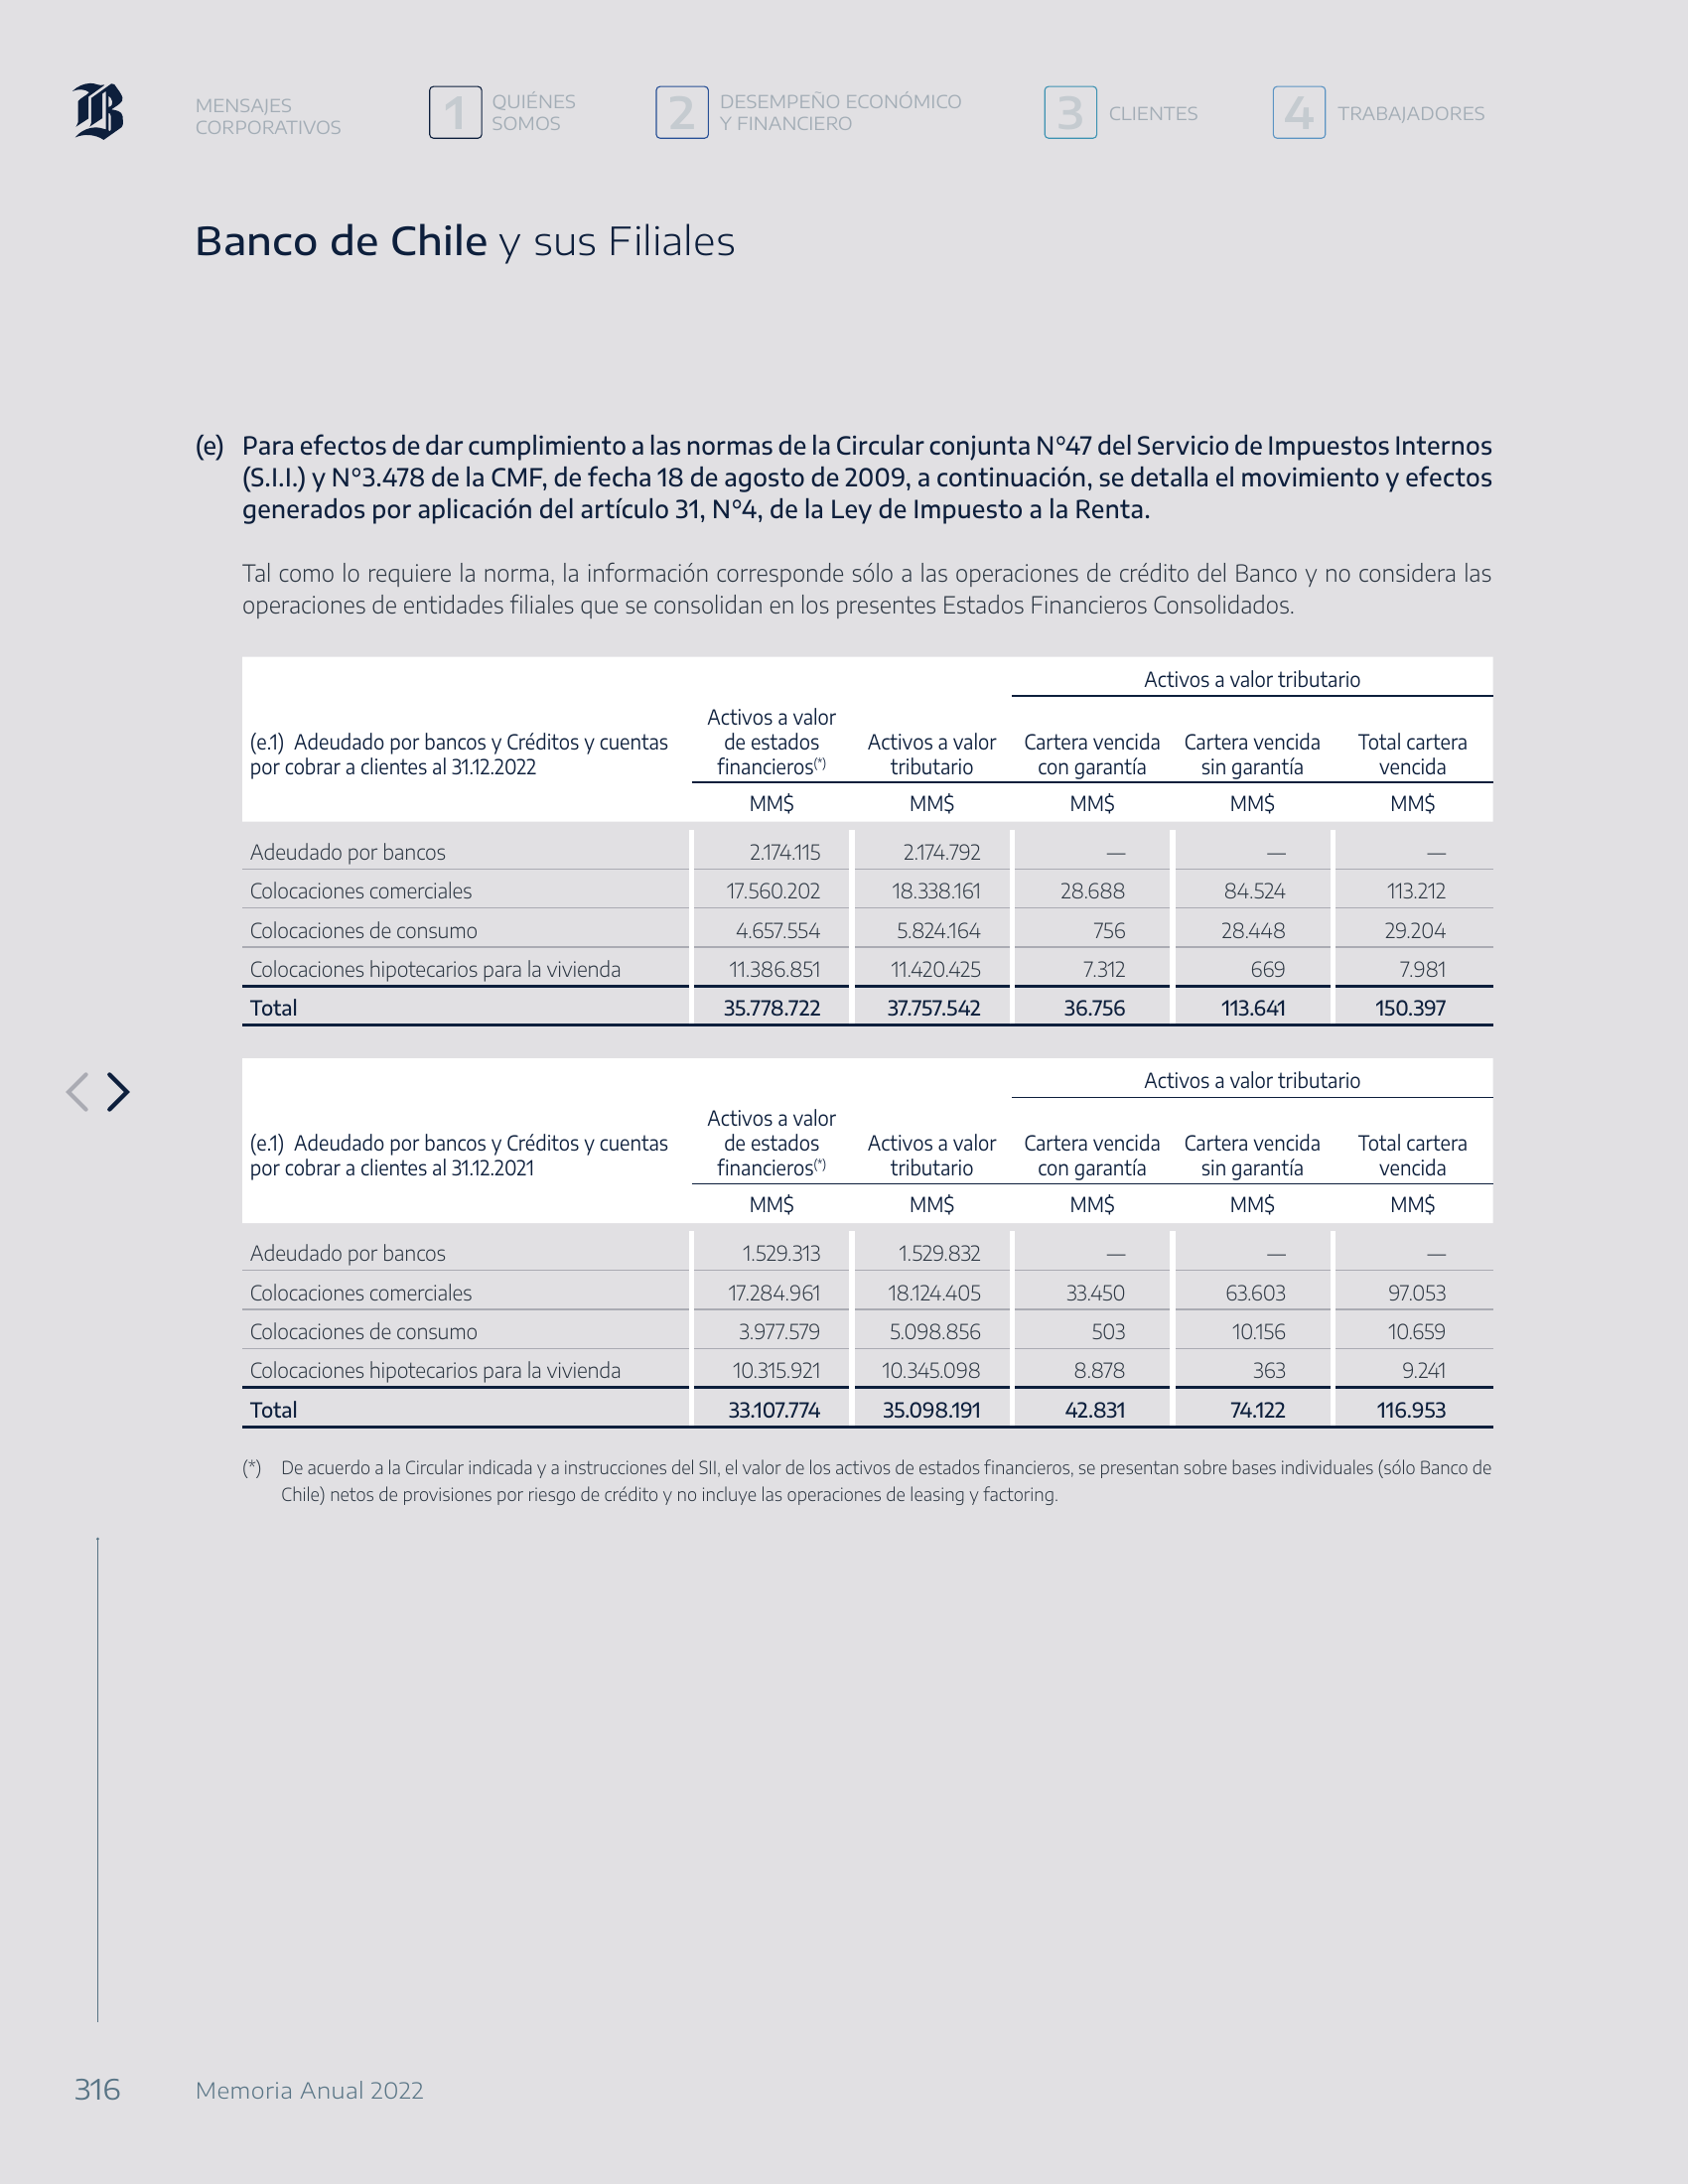 MENSAJES
CORPORATIVOS
1 QUIÉNES
SOMOS
2 DESEMPEÑO ECONÓMICO
Y FINANCIERO
3 CLIENTES
4 TRABAJADORES
Banco de Chile y sus Filiales
(e) Para efectos de dar cumplimiento a las normas de la Circular conjunta N°47 del Servicio de Impuestos Internos
(S.I.I.) y N°3.478 de la CMF, de fecha 18 de agosto de 2009, a continuación, se detalla el movimiento y efectos
generados por aplicación del artículo 31, N°4, de la Ley de Impuesto a la Renta.
Tal como lo requiere la norma, la información corresponde sólo a las operaciones de crédito del Banco y no considera las
operaciones de entidades filiales que se consolidan en los presentes Estados Financieros Consolidados.
Activos a valor tributario
Activos a valor
(e.1) Adeudado por bancos y Créditos y cuentas de estados Activos a valor Cartera vencida Cartera vencida Total cartera
por cobrar a clientes al 31.12.2022 financieros(*) tributario con garantía sin garantía vencida
MM$ MM$ MM$ MM$ MM$
Adeudado por bancos 2.174.115 2.174.792 — — —
Colocaciones comerciales 17.560.202 18.338.161 28.688 84.524 113.212
Colocaciones de consumo 4.657.554 5.824.164 756 28.448 29.204
Colocaciones hipotecarios para la vivienda 11.386.851 11.420.425 7.312 669 7.981
Total 35.778.722 37.757.542 36.756 113.641 150.397
Activos a valor tributario
Activos a valor
(e.1) Adeudado por bancos y Créditos y cuentas de estados Activos a valor Cartera vencida Cartera vencida Total cartera
por cobrar a clientes al 31.12.2021 financieros(*) tributario con garantía sin garantía vencida
MM$ MM$ MM$ MM$ MM$
Adeudado por bancos 1.529.313 1.529.832 — — —
Colocaciones comerciales 17.284.961 18.124.405 33.450 63.603 97.053
Colocaciones de consumo 3.977.579 5.098.856 503 10.156 10.659
Colocaciones hipotecarios para la vivienda 10.315.921 10.345.098 8.878 363 9.241
Total 33.107.774 35.098.191 42.831 74.122 116.953
(*) De acuerdo a la Circular indicada y a instrucciones del SII, el valor de los activos de estados financieros, se presentan sobre bases individuales (sólo Banco de
Chile) netos de provisiones por riesgo de crédito y no incluye las operaciones de leasing y factoring.
316 Memoria Anual 2022